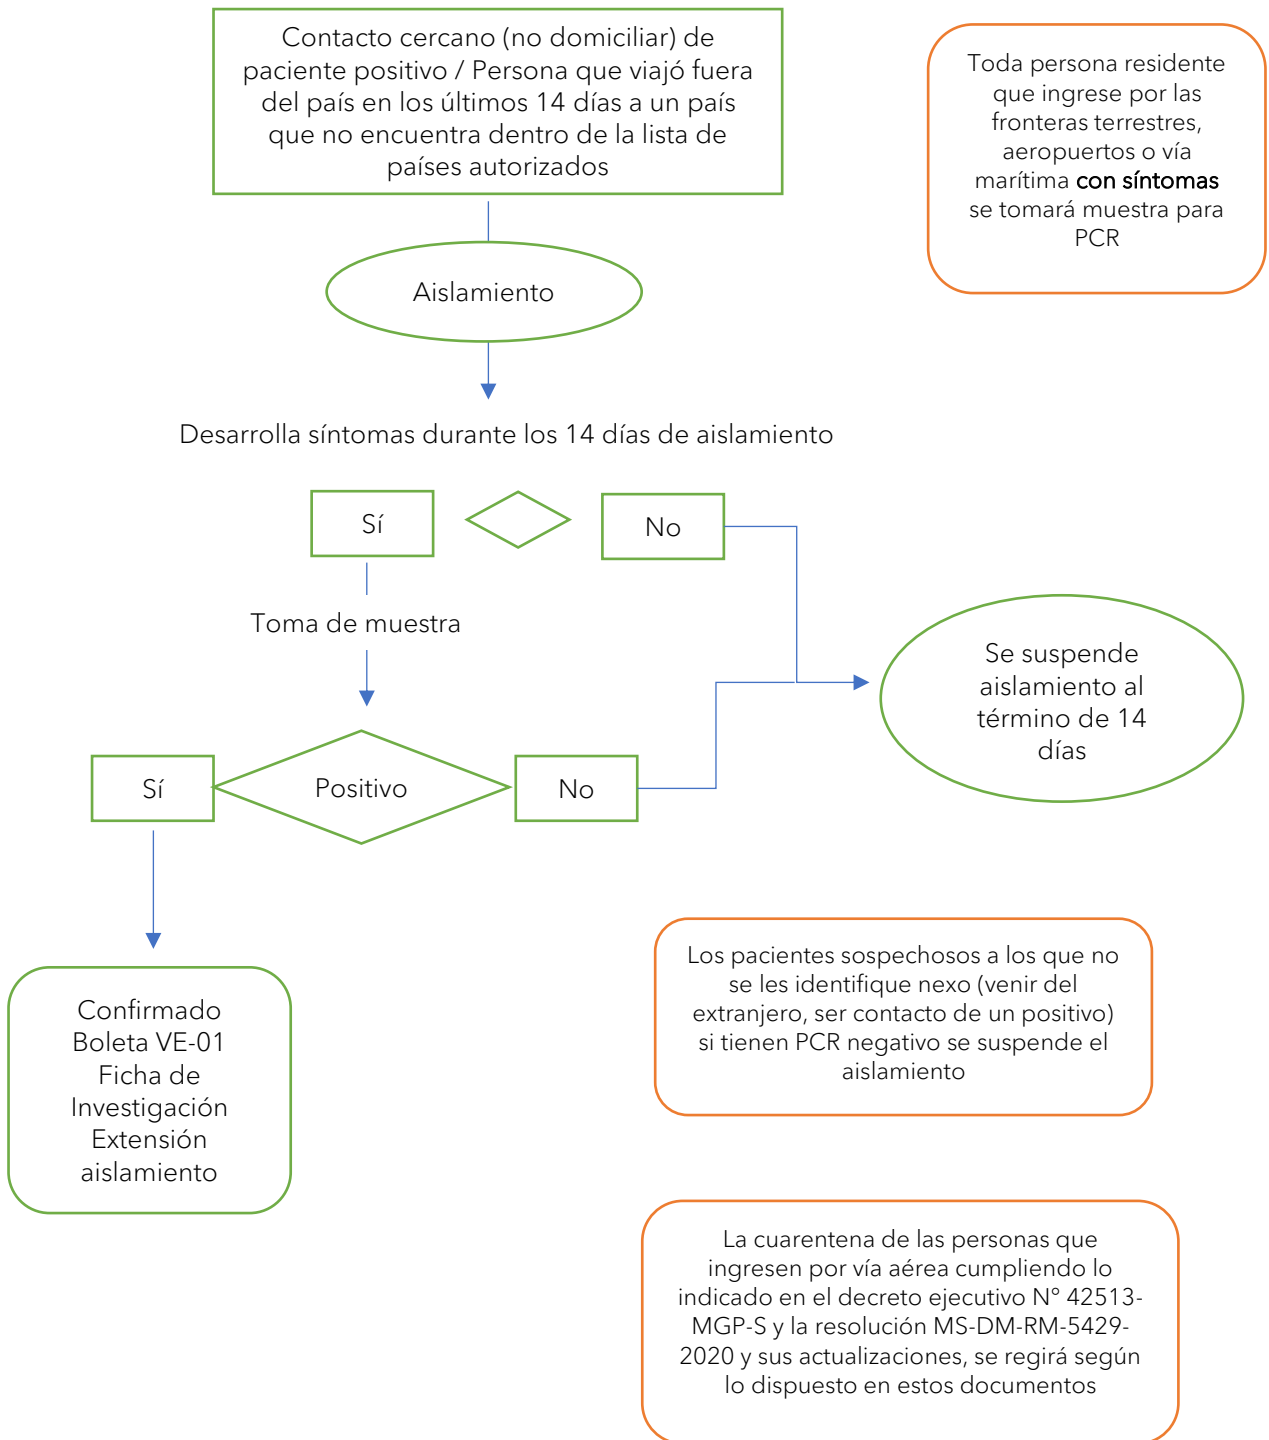 Contacto cercano (no domiciliar) de
paciente positivo / Persona que viajó fuera
del país en los últimos 14 días a un país
que no encuentra dentro de la lista de
países autorizados
Toda persona residente
que ingrese por las
fronteras terrestres,
aeropuertos o vía
marítima con síntomas
se tomará muestra para
PCR
Aislamiento
Desarrolla síntomas durante los 14 días de aislamiento
Sí
No
Toma de muestra
Se suspende
aislamiento al
término de 14
días
Sí
Positivo
No
Confirmado
Boleta VE-01
Ficha de
Investigación
Extensión
aislamiento
Los pacientes sospechosos a los que no
se les identifique nexo (venir del
extranjero, ser contacto de un positivo)
si tienen PCR negativo se suspende el
aislamiento
La cuarentena de las personas que
ingresen por vía aérea cumpliendo lo
indicado en el decreto ejecutivo N° 42513-
MGP-S y la resolución MS-DM-RM-5429-
2020 y sus actualizaciones, se regirá según
lo dispuesto en estos documentos